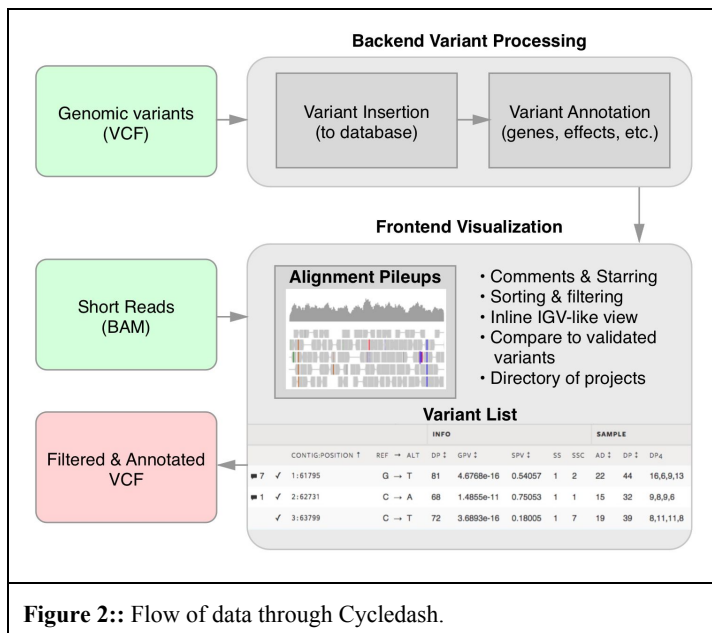 Backend Variant Processing
Genomic variants
(VCF)
Variant Insertion
(to database)
Variant Annotation
(genes, effects, etc.)
Frontend Visualization
Short Reads
(BAM)
Alignment Pileups
• Comments & Starring
• Sorting & filtering
• Inline IGV-like view
• Compare to validated
variants
• Directory of projects
Filtered & Annotated
VCF
Variant List
INFO SAMPLE
CONTIG:POSITION ↑ REF → ALT DP ↕ GPV ↕ SPV ↕ SS SSC AD ↕ DP ↕ DP4
7 ✓ 1:61795 G → T 81 4.6768e-16 0.54057 1 2 22 44 16,6,9,13
1 ✓ 2:62731 C → A 68 1.4855e-11 0.75053 1 1 15 32 9,8,9,6
✓ 3:63799 C → T 72 3.6893e-16 0.18005 1 7 19 39 8,11,11,8
Figure 2:: Flow of data through Cycledash.